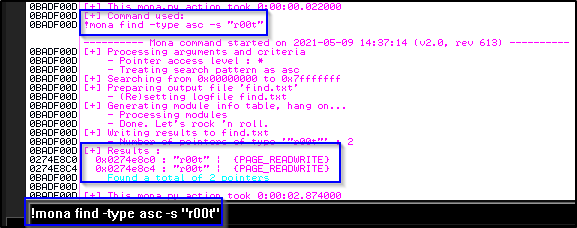 0BADF00D [+] This mona.py action took 0:00:00.022000
0BADF00D [+] Command used:
0BADF00D !mona find -type asc -s "r00t"
0BADF00D ---------- Mona command started on 2021-05-09 14:37:14 (v2.0, rev 613) ----------
0BADF00D [+] Processing arguments and criteria
0BADF00D - Pointer access level : *
0BADF00D - Treating search pattern as asc
0BADF00D [+] Searching from 0x00000000 to 0x7fffffff
0BADF00D [+] Preparing output file 'find.txt'
0BADF00D - (Re)setting logfile find.txt
0BADF00D [+] Generating module info table, hang on...
0BADF00D - Processing modules
0BADF00D - Done. Let's rock 'n roll.
0BADF00D [+] Writing results to find.txt
0BADF00D - Number of pointers of type '"r00t"' : 2
0BADF00D [+] Results :
0274E8C0 0x0274e8c0 : "r00t" | {PAGE_READWRITE}
0274E8C4 0x0274e8c4 : "r00t" | {PAGE_READWRITE}
0BADF00D Found a total of 2 pointers
0BADF00D
0BADF00D [+] This mona.py action took 0:00:02.874000
!mona find -type asc -s "r00t"